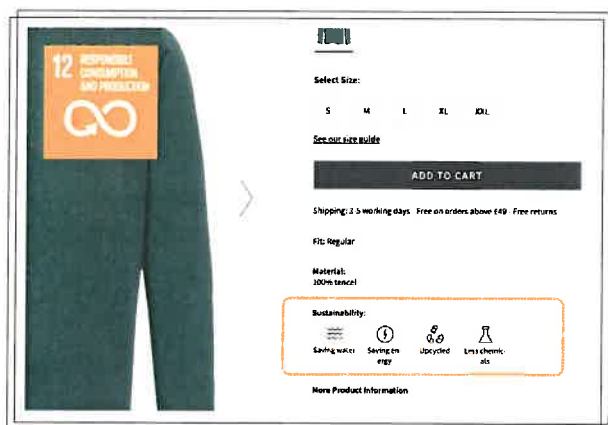 12 RESPONSIBLE
CONSUMPTION
AND PRODUCTION
Select Size:
S M L XL XXL
See our size guide
ADD TO CART
Shipping: 2-5 working days Free on orders above £49 Free returns
Fit: Regular
Material:
100% tencel
Sustainability:
Saving water Saving en Upcycled Less chemic-
ergy als
More Product Information